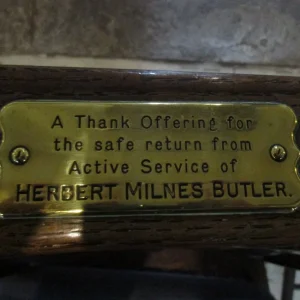 A Thank Offering for
the safe return from
Active Service of
HERBERT MILNES BUTLER.